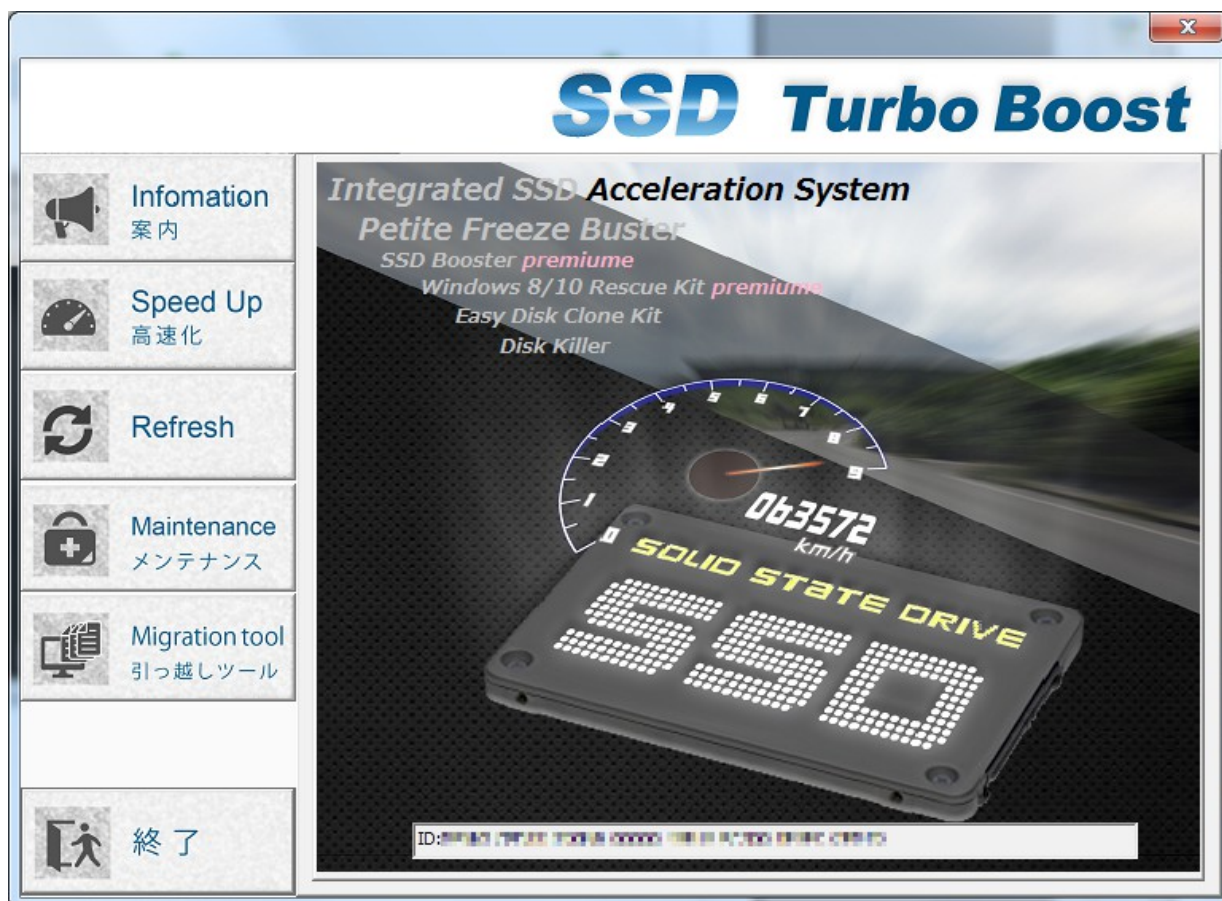 SSD Turbo Boost
Infomation
案内
Speed Up
高速化
Refresh
Maintenance
メンテナンス
Migration tool
引っ越しツール
終了
Integrated SSD Acceleration System
Petite Freeze Buster
SSD Booster premiume
Windows 8/10 Rescue Kit premiume
Easy Disk Clone Kit
Disk Killer
0
1
2
3
4
5
6
7
8
9
063572
km/h
SOLID STATE DRIVE
SSD
ID: